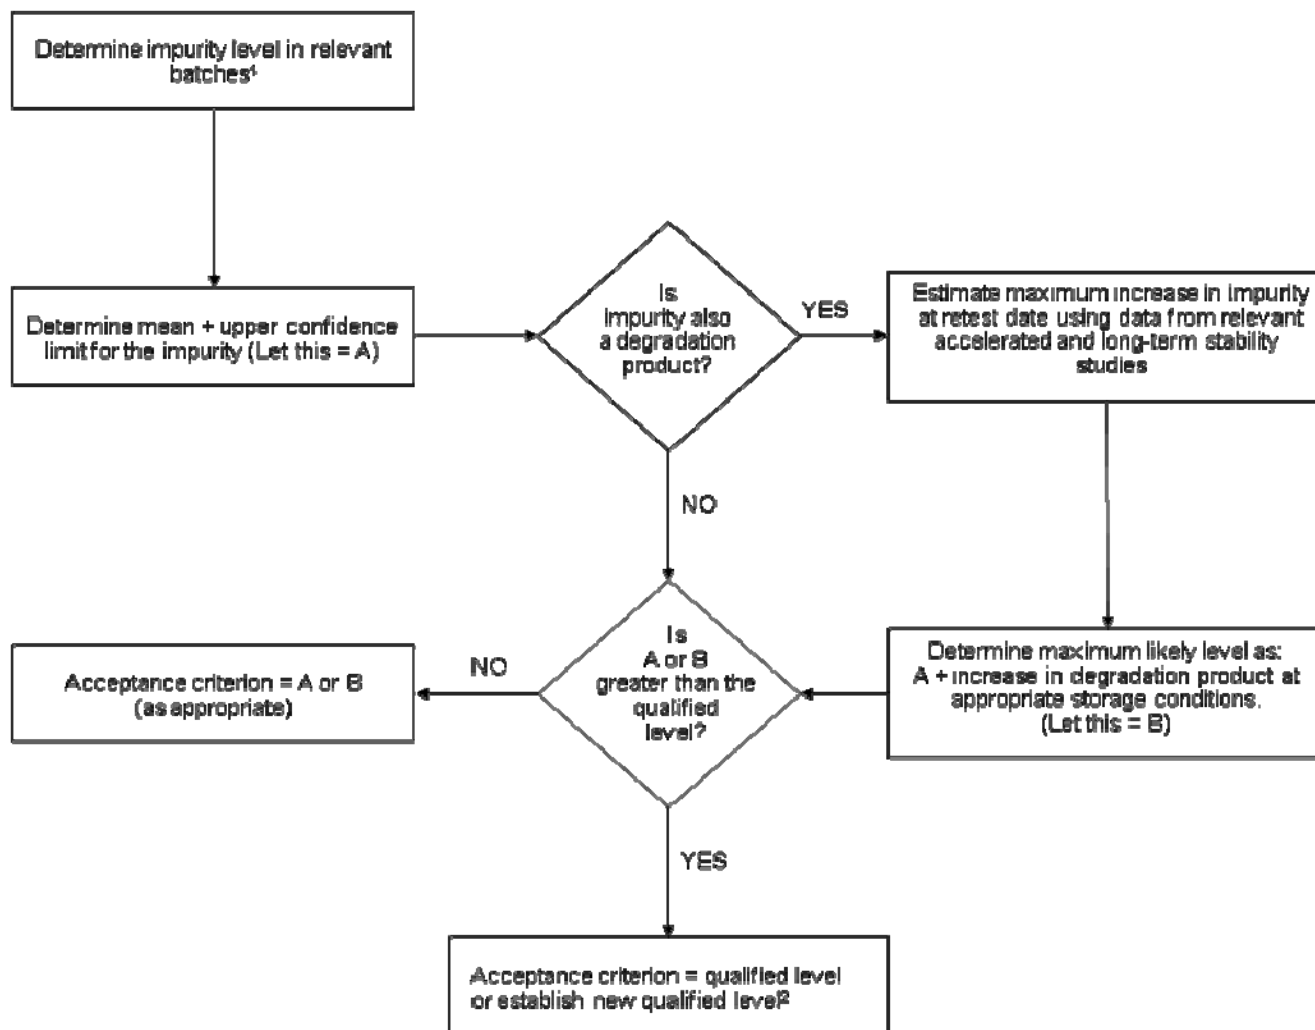 Determine impurity level in relevant
batches¹
Determine mean + upper confidence
limit for the impurity (Let this = A)
Is
impurity also
a degradation
product?
YES
Estimate maximum increase in impurity
at retest date using data from relevant
accelerated and long-term stability
studies
NO
Determine maximum likely level as:
A + increase in degradation product at
appropriate storage conditions.
(Let this = B)
Is
A or B
greater than the
qualified
level?
NO
Acceptance criterion = A or B
(as appropriate)
YES
Acceptance criterion = qualified level
or establish new qualified level²